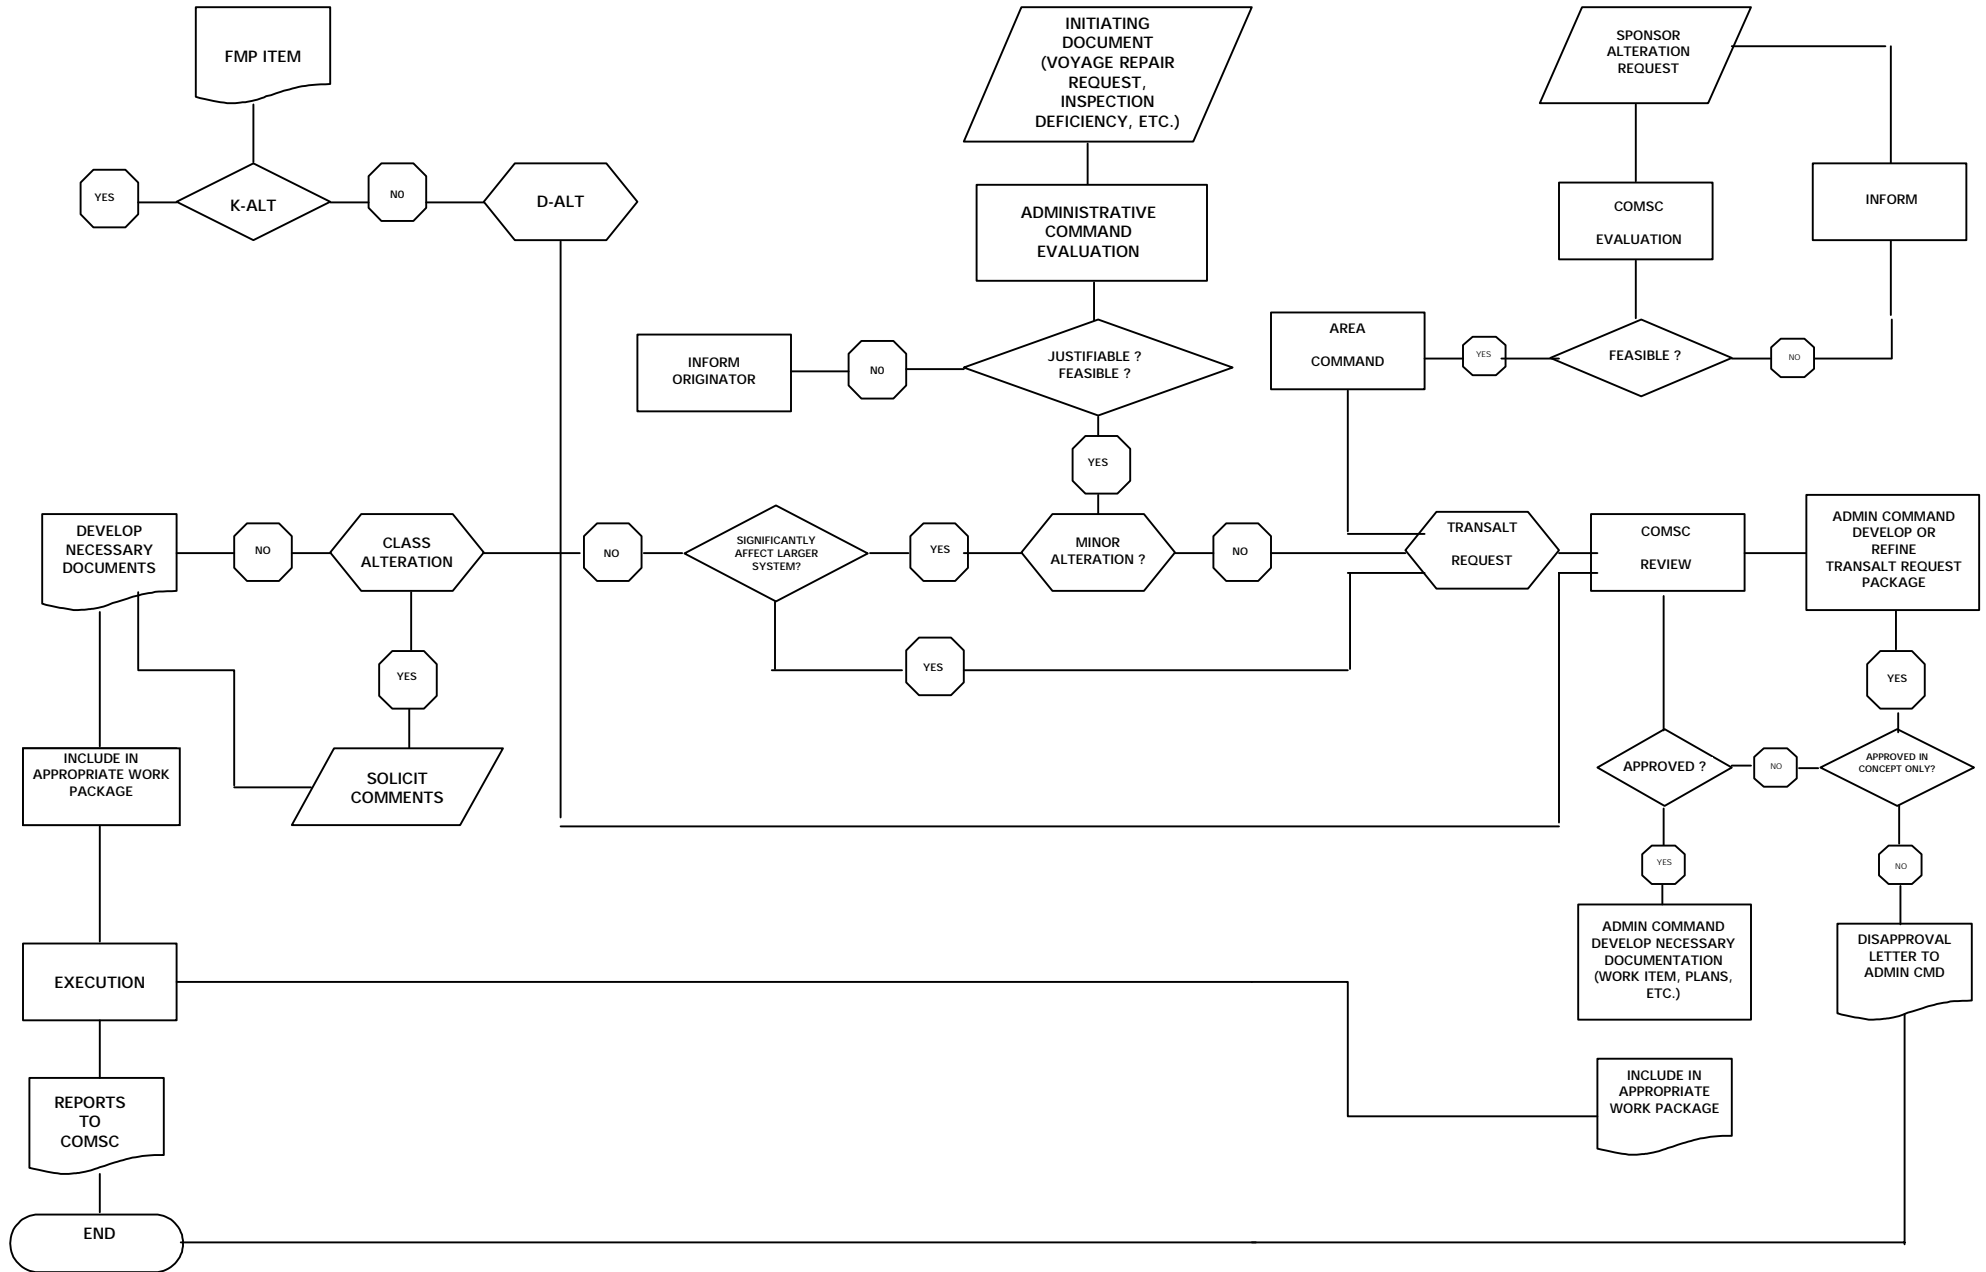 FMP ITEM
YES
K-ALT
NO
D-ALT
INITIATING
DOCUMENT
(VOYAGE REPAIR
REQUEST,
INSPECTION
DEFICIENCY, ETC.)
ADMINISTRATIVE
COMMAND
EVALUATION
SPONSOR
ALTERATION
REQUEST
COMSC
EVALUATION
INFORM
INFORM
ORIGINATOR
NO
JUSTIFIABLE ?
FEASIBLE ?
YES
AREA
COMMAND
YES
FEASIBLE ?
NO
DEVELOP
NECESSARY
DOCUMENTS
NO
CLASS
ALTERATION
NO
SIGNIFICANTLY
AFFECT LARGER
SYSTEM?
YES
MINOR
ALTERATION ?
NO
TRANSALT
REQUEST
COMSC
REVIEW
ADMIN COMMAND
DEVELOP OR
REFINE
TRANSALT REQUEST
PACKAGE
YES
YES
YES
INCLUDE IN
APPROPRIATE WORK
PACKAGE
SOLICIT
COMMENTS
APPROVED ?
NO
APPROVED IN
CONCEPT ONLY?
YES
NO
EXECUTION
ADMIN COMMAND
DEVELOP NECESSARY
DOCUMENTATION
(WORK ITEM, PLANS,
ETC.)
DISAPPROVAL
LETTER TO
ADMIN CMD
REPORTS
TO
COMSC
INCLUDE IN
APPROPRIATE
WORK PACKAGE
END